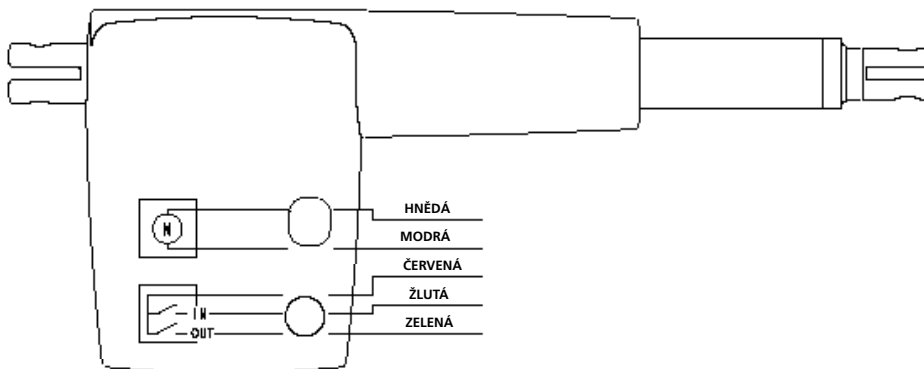 HNĚDÁ
M
MODRÁ
ČERVENÁ
ŽLUTÁ
IN
ZELENÁ
OUT